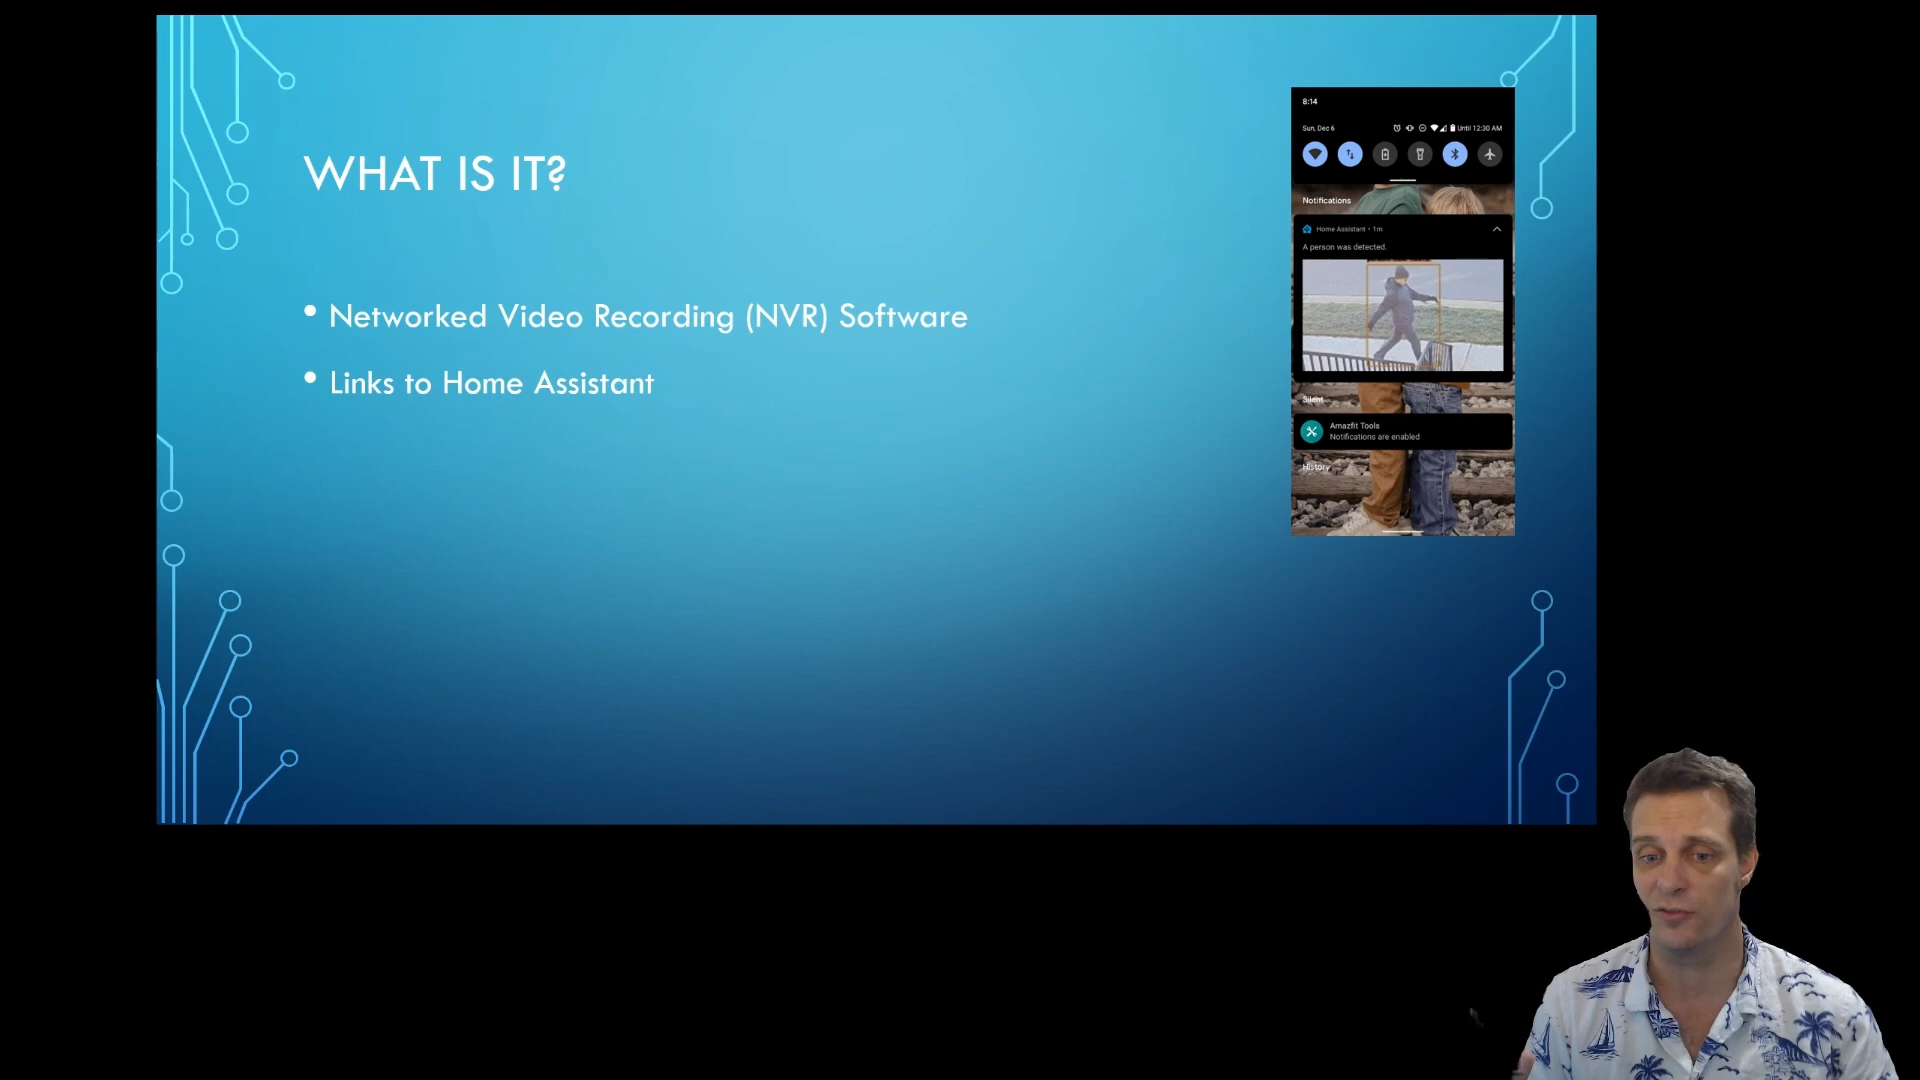 WHAT IS IT?
• Networked Video Recording (NVR) Software
• Links to Home Assistant
8:14
Sun, Dec 6
Until 12:30 AM
Notifications
Home Assistant • 1m
A person was detected.
Silent
Amazfit Tools
Notifications are enabled
History